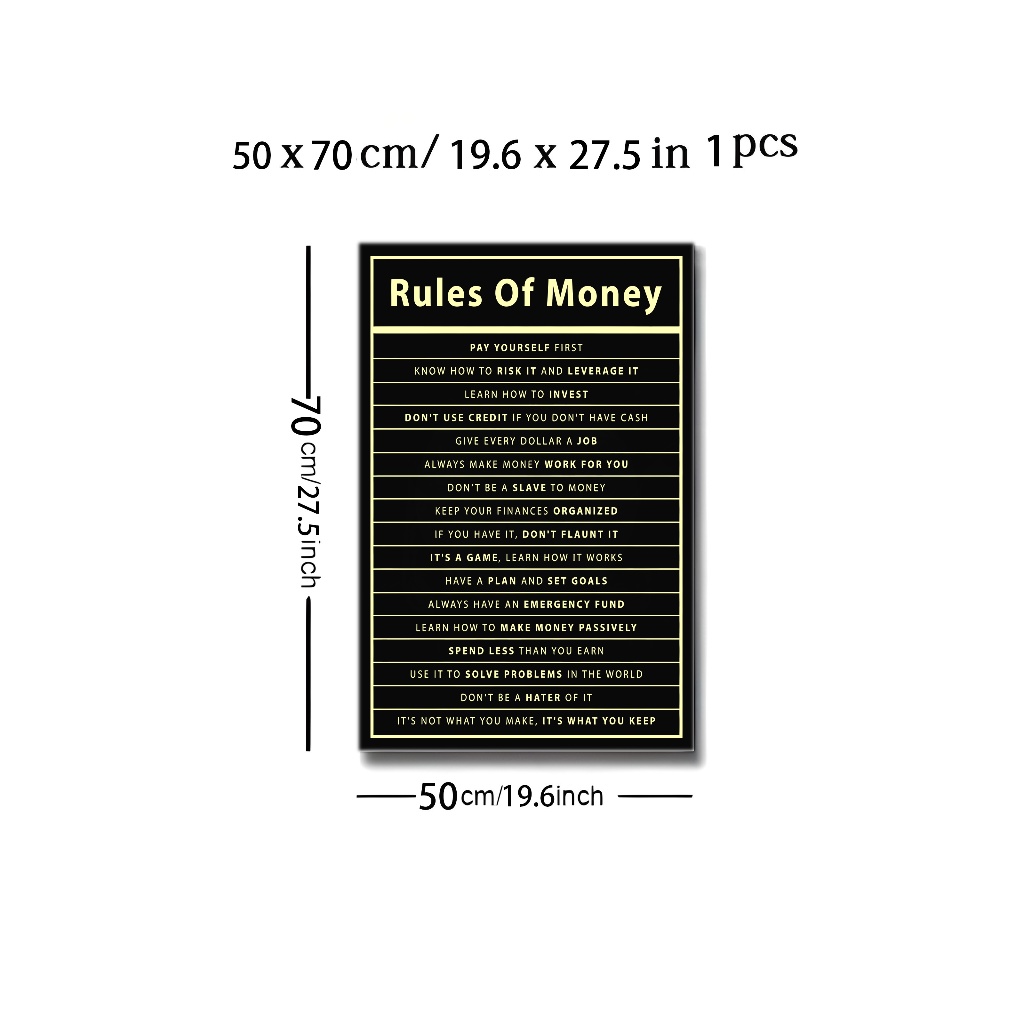 50 x 70 cm/ 19.6 x 27.5 in 1 pcs
Rules Of Money
PAY YOURSELF FIRST
KNOW HOW TO RISK IT AND LEVERAGE IT
LEARN HOW TO INVEST
DON'T USE CREDIT IF YOU DON'T HAVE CASH
GIVE EVERY DOLLAR A JOB
ALWAYS MAKE MONEY WORK FOR YOU
DON'T BE A SLAVE TO MONEY
KEEP YOUR FINANCES ORGANIZED
IF YOU HAVE IT, DON'T FLAUNT IT
IT'S A GAME, LEARN HOW IT WORKS
HAVE A PLAN AND SET GOALS
ALWAYS HAVE AN EMERGENCY FUND
LEARN HOW TO MAKE MONEY PASSIVELY
SPEND LESS THAN YOU EARN
USE IT TO SOLVE PROBLEMS IN THE WORLD
DON'T BE A HATER OF IT
IT'S NOT WHAT YOU MAKE, IT'S WHAT YOU KEEP
70cm/27.5inch
50cm/19.6inch